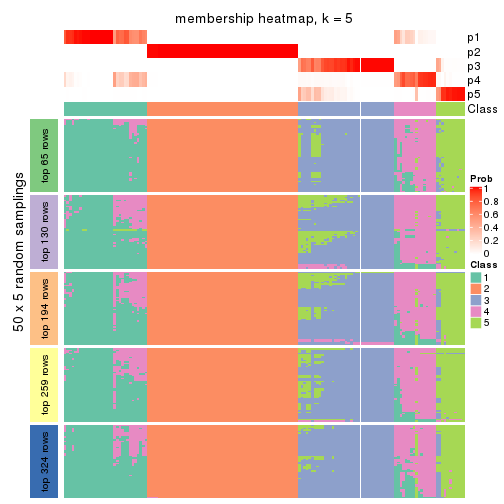 membership heatmap, k = 5
p1
p2
p3
p4
p5
Class
50 x 5 random samplings
top 65 rows
top 130 rows
top 194 rows
top 259 rows
top 324 rows
Prob
1
0.8
0.6
0.4
0.2
0
Class
1
2
3
4
5